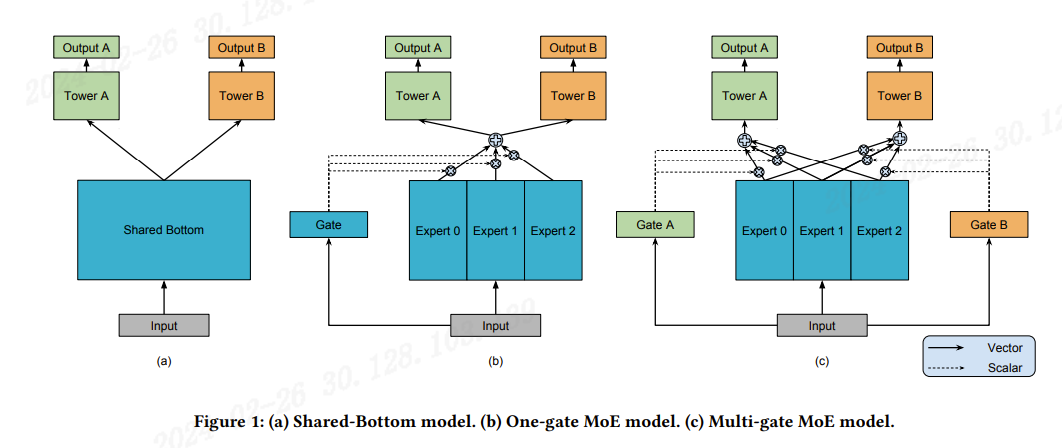 Output A
Output B
Tower A
Tower B
Shared Bottom
Input
(a)
Output A
Output B
Tower A
Tower B
Gate
Expert 0
Expert 1
Expert 2
Input
(b)
Output A
Output B
Tower A
Tower B
Gate A
Expert 0
Expert 1
Expert 2
Gate B
Input
(c)
Vector
Scalar
Figure 1: (a) Shared-Bottom model. (b) One-gate MoE model. (c) Multi-gate MoE model.